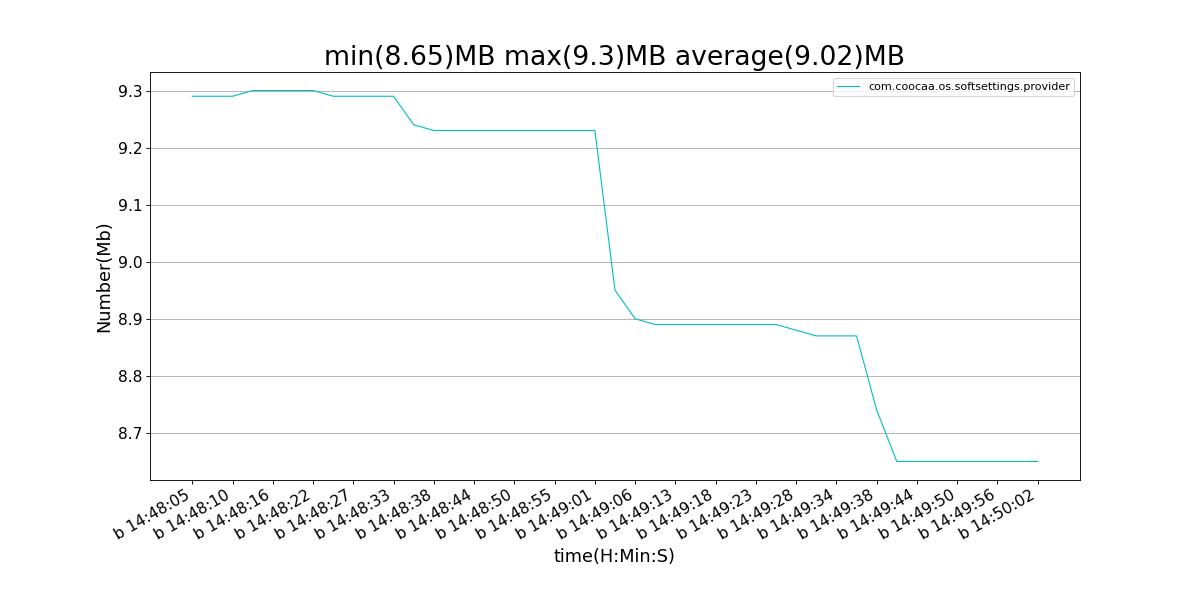 min(8.65)MB max(9.3)MB average(9.02)MB
com.coocaa.os.softsettings.provider
9.3
9.2
9.1
9.0
8.9
8.8
8.7
Number(Mb)
b 14:48:05
b 14:48:10
b 14:48:16
b 14:48:22
b 14:48:27
b 14:48:33
b 14:48:38
b 14:48:44
b 14:48:50
b 14:48:55
b 14:49:01
b 14:49:06
b 14:49:13
b 14:49:18
b 14:49:23
b 14:49:28
b 14:49:34
b 14:49:38
b 14:49:44
b 14:49:50
b 14:49:56
b 14:50:02
time(H:Min:S)